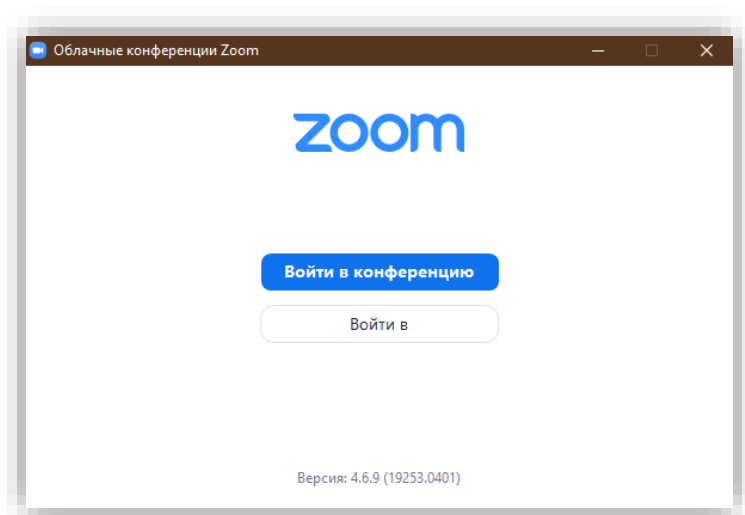 Облачные конференции Zoom
zoom
Войти в конференцию
Войти в
Версия: 4.6.9 (19253.0401)